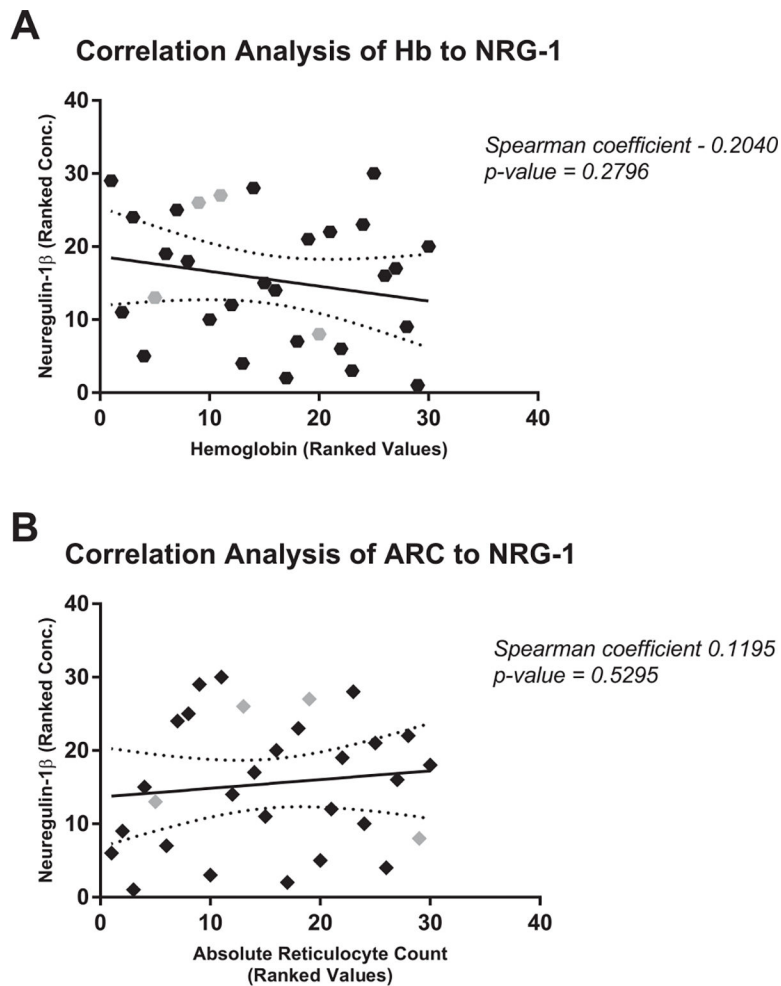 A
Correlation Analysis of Hb to NRG-1
40
30
20
10
0
Neuregulin-1β (Ranked Conc.)
0 10 20 30 40
Hemoglobin (Ranked Values)
Spearman coefficient - 0.2040
p-value = 0.2796
B
Correlation Analysis of ARC to NRG-1
40
30
20
10
0
Neuregulin-1β (Ranked Conc.)
0 10 20 30 40
Absolute Reticulocyte Count
(Ranked Values)
Spearman coefficient 0.1195
p-value = 0.5295